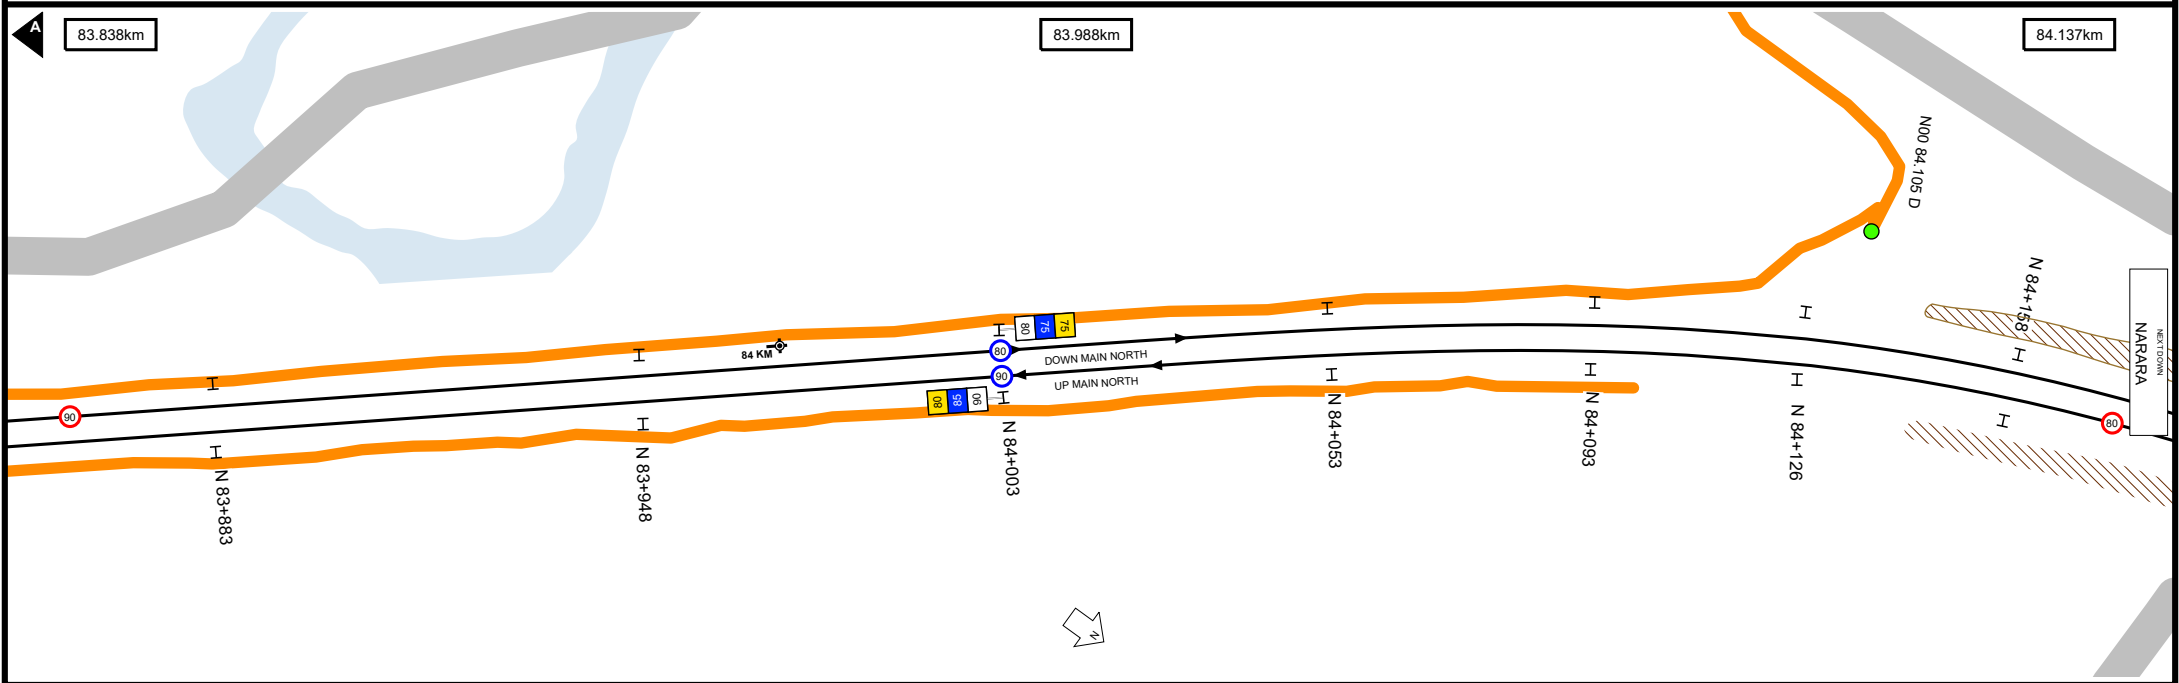 A
83.838km
83.988km
84.137km
N00 84.105 D
N 84+158
NEXT DOWN
NARARA
84 KM
80
75
75
80
DOWN MAIN NORTH
90
UP MAIN NORTH
90
80
85
90
80
N 83+883
N 83+948
N 84+003
N 84+053
N 84+093
N 84+126
N